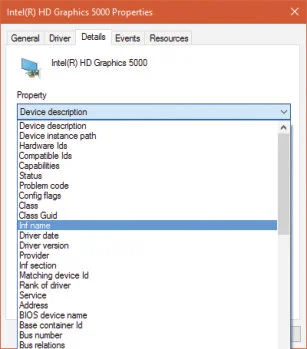 Intel(R) HD Graphics 5000 Properties
General Driver Details Events Resources
Intel(R) HD Graphics 5000
Property
Device description
Device description
Device instance path
Hardware Ids
Compatible Ids
Capabilities
Status
Problem code
Config flags
Class
Class Guid
Inf name
Driver date
Driver version
Provider
Inf section
Matching device Id
Rank of driver
Service
Address
BIOS device name
Base container Id
Bus number
Bus relations